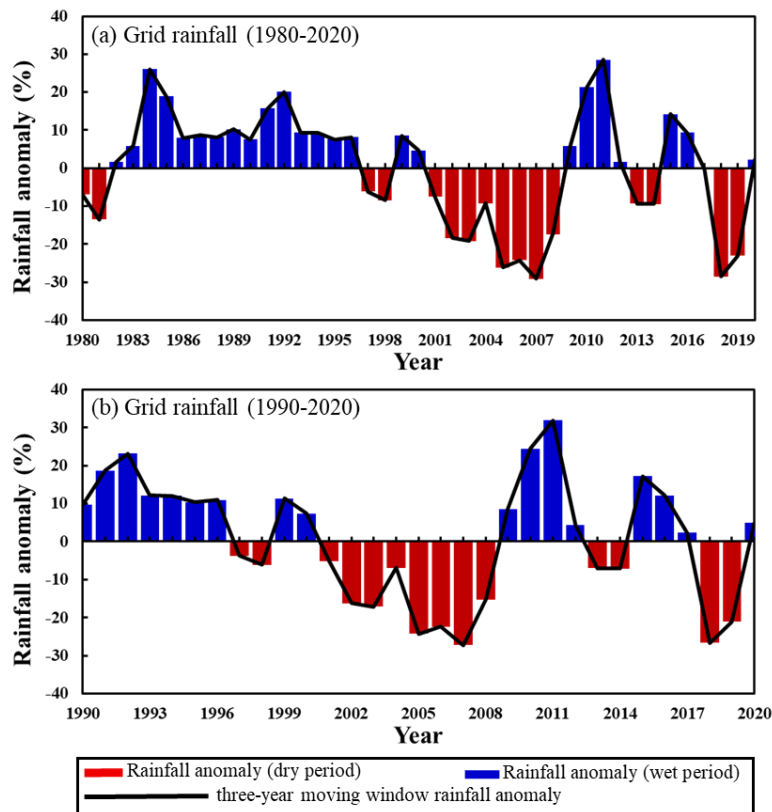 (a) Grid rainfall (1980-2020)
Rainfall anomaly (%)
40
30
20
10
0
-10
-20
-30
-40
1980 1983 1986 1989 1992 1995 1998 2001 2004 2007 2010 2013 2016 2019
Year
(b) Grid rainfall (1990-2020)
Rainfall anomaly (%)
40
30
20
10
0
-10
-20
-30
-40
1990 1993 1996 1999 2002 2005 2008 2011 2014 2017 2020
Year
Rainfall anomaly (dry period) Rainfall anomaly (wet period)
three-year moving window rainfall anomaly